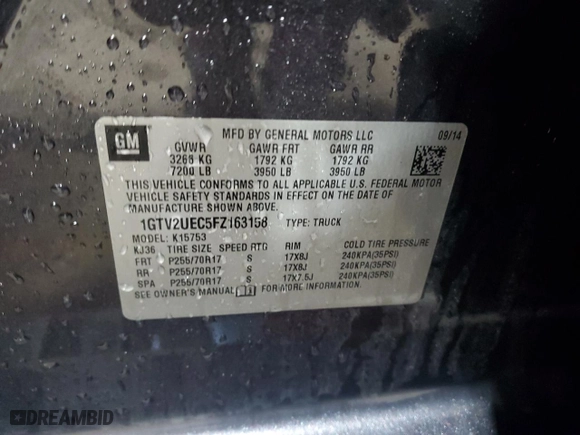 GM
MFD BY GENERAL MOTORS LLC 09/14
GVWR GAWR FRT GAWR RR
3265 KG 1792 KG 1792 KG
7200 LB 3950 LB 3950 LB
THIS VEHICLE CONFORMS TO ALL APPLICABLE U.S. FEDERAL MOTOR
VEHICLE SAFETY STANDARDS IN EFFECT ON THE DATE OF
MANUFACTURE SHOWN ABOVE.
1GTV2UEC5FZ163158 TYPE: TRUCK
MODEL: K15753
KJ36 TIRE SIZE SPEED RTG RIM COLD TIRE PRESSURE
FRT P255/70R17 S 17X8J 240KPA(35PSI)
RR P255/70R17 S 17X8J 240KPA(35PSI)
SPA P255/70R17 S 17X7.5J 240KPA(35PSI)
SEE OWNER'S MANUAL FOR MORE INFORMATION
DREAMBID